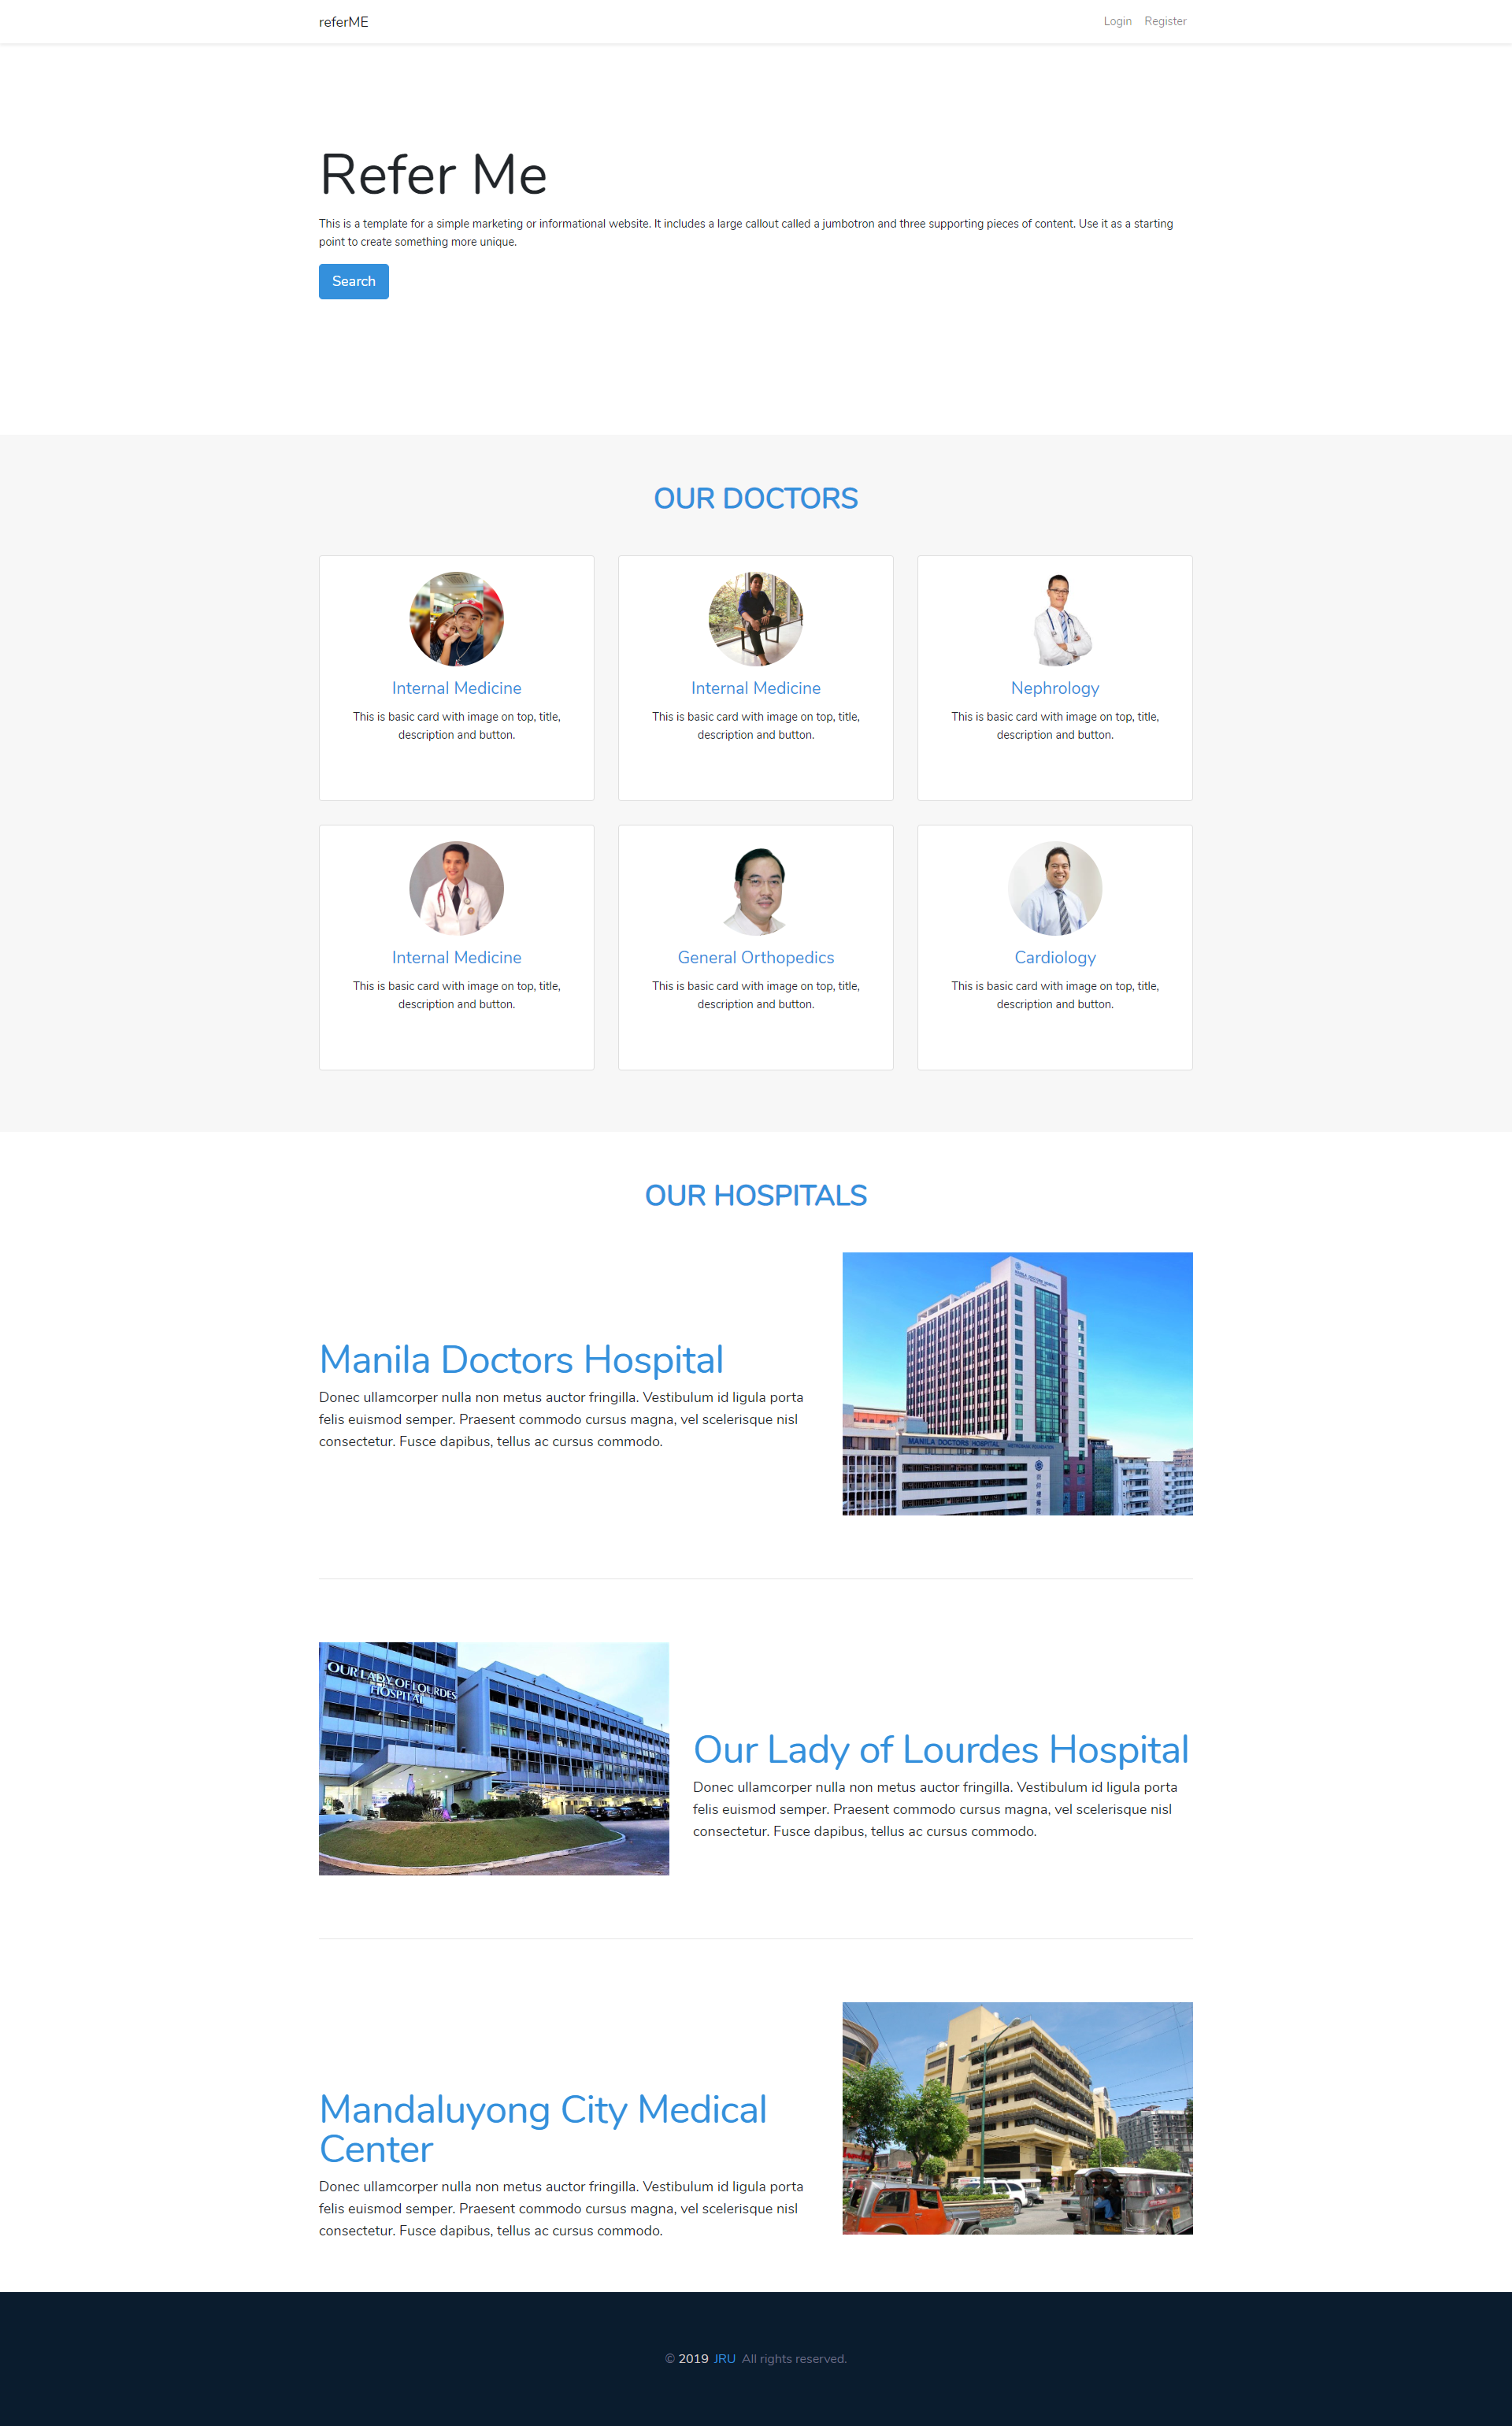 referME
Login Register
Refer Me
This is a template for a simple marketing or informational website. It includes a large callout called a jumbotron and three supporting pieces of content. Use it as a starting
point to create something more unique.
Search
OUR DOCTORS
Internal Medicine
This is basic card with image on top, title,
description and button.
Internal Medicine
This is basic card with image on top, title,
description and button.
Nephrology
This is basic card with image on top, title,
description and button.
Internal Medicine
This is basic card with image on top, title,
description and button.
General Orthopedics
This is basic card with image on top, title,
description and button.
Cardiology
This is basic card with image on top, title,
description and button.
OUR HOSPITALS
MANILA DOCTORS HOSPITAL
MANILA DOCTORS HOSPITAL
Manila Doctors Hospital
Donec ullamcorper nulla non metus auctor fringilla. Vestibulum id ligula porta
felis euismod semper. Praesent commodo cursus magna, vel scelerisque nisl
consectetur. Fusce dapibus, tellus ac cursus commodo.
OUR LADY OF LOURDES
HOSPITAL
Our Lady of Lourdes Hospital
Donec ullamcorper nulla non metus auctor fringilla. Vestibulum id ligula porta
felis euismod semper. Praesent commodo cursus magna, vel scelerisque nisl
consectetur. Fusce dapibus, tellus ac cursus commodo.
Mandaluyong City Medical
Center
Donec ullamcorper nulla non metus auctor fringilla. Vestibulum id ligula porta
felis euismod semper. Praesent commodo cursus magna, vel scelerisque nisl
consectetur. Fusce dapibus, tellus ac cursus commodo.
© 2019 JRU All rights reserved.